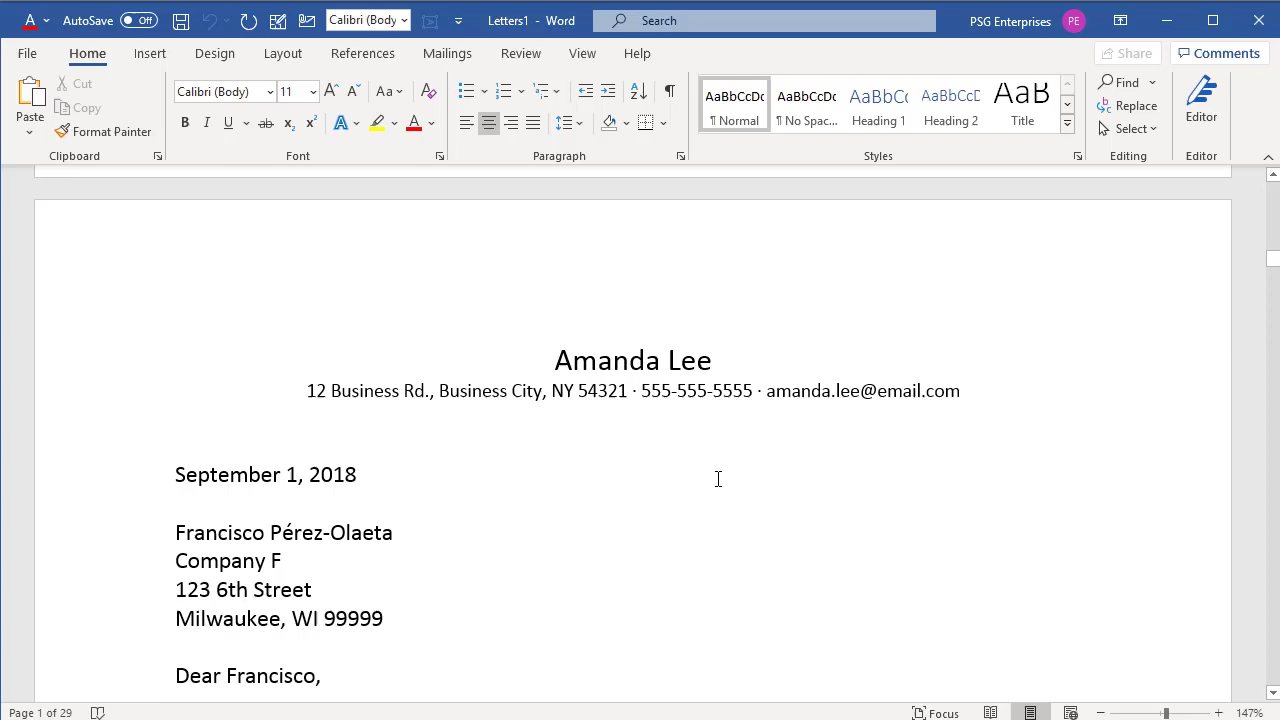 AutoSave Off Calibri (Body Letters1 - Word Search PSG Enterprises PE
File Home Insert Design Layout References Mailings Review View Help Share Comments
Paste Cut Copy Format Painter Clipboard
Calibri (Body) 11 Aa B I U ab x₂ x² A A Font
Paragraph
AaBbCcDc AaBbCcDc AaBbCc AaBbCcD AaB
¶ Normal ¶ No Spac... Heading 1 Heading 2 Title
Styles
Find Replace Select Editing
Editor Editor
Amanda Lee
12 Business Rd., Business City, NY 54321 · 555-555-5555 · amanda.lee@email.com
September 1, 2018
Francisco Pérez-Olaeta
Company F
123 6th Street
Milwaukee, WI 99999
Dear Francisco,
Page 1 of 29 Focus 147%